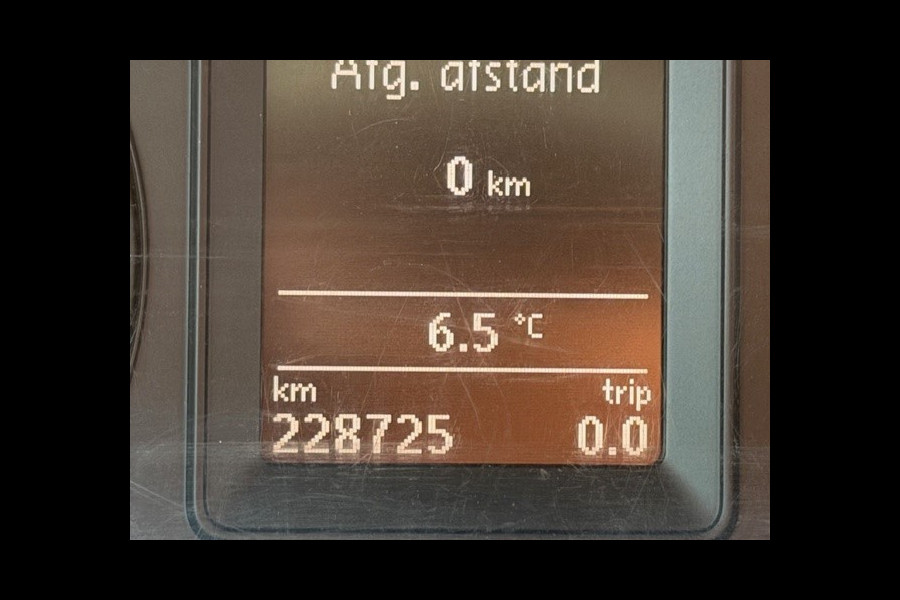 Afg. afstand
0 km
6.5 °C
km trip
228725 0.0